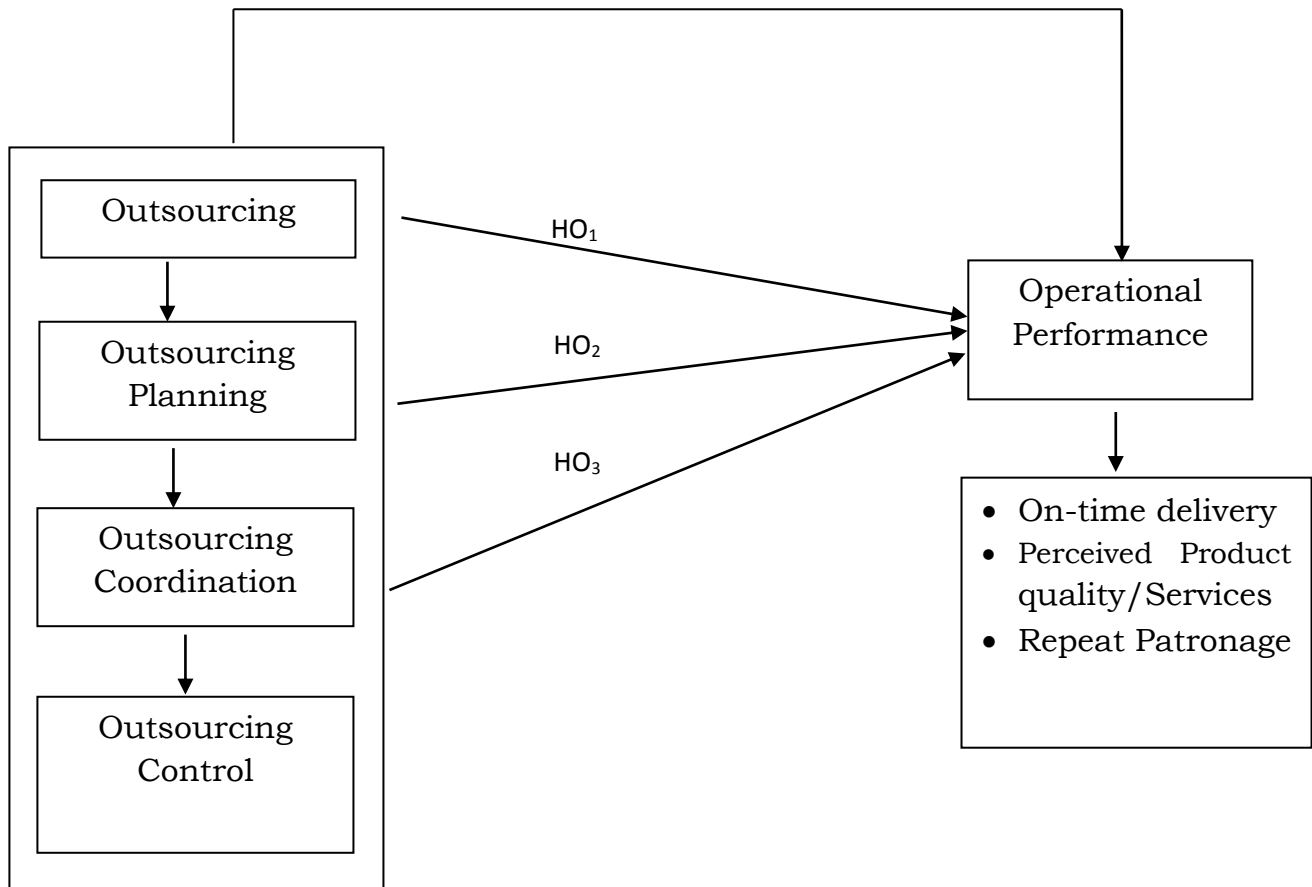 Outsourcing
Outsourcing
Planning
Outsourcing
Coordination
Outsourcing
Control
HO₁
HO₂
HO₃
Operational
Performance
• On-time delivery
• Perceived Product
quality/Services
• Repeat Patronage